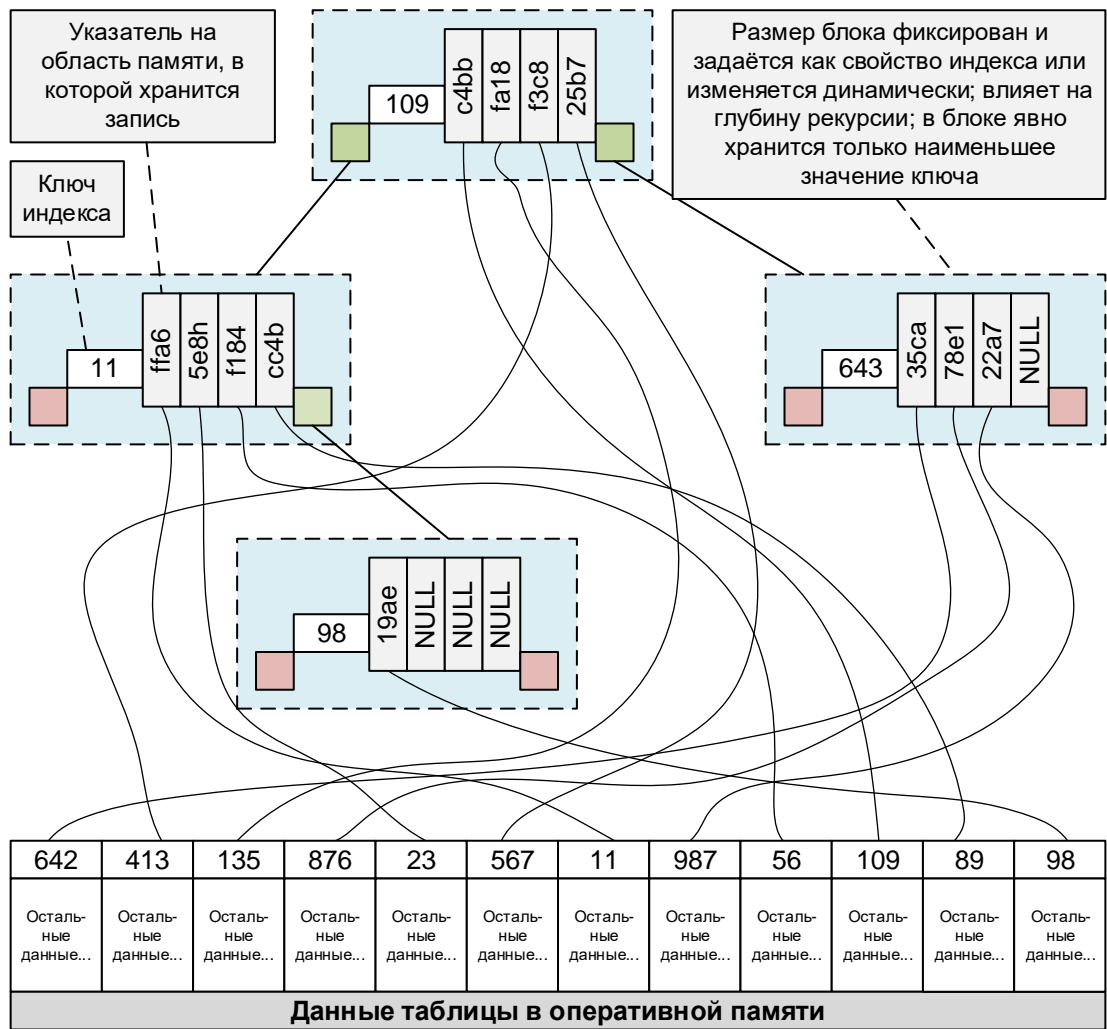 Указатель на
область памяти, в
которой хранится
запись
Ключ
индекса
109
c4bb
fa18
f3c8
25b7
Размер блока фиксирован и
задаётся как свойство индекса или
изменяется динамически; влияет на
глубину рекурсии; в блоке явно
хранится только наименьшее
значение ключа
11
ffa6
5e8h
f184
cc4b
643
35ca
78e1
22a7
NULL
98
19ae
NULL
NULL
NULL
642 413 135 876 23 567 11 987 56 109 89 98
Осталь- Осталь- Осталь- Осталь- Осталь- Осталь- Осталь- Осталь- Осталь- Осталь- Осталь- Осталь-
ные ные ные ные ные ные ные ные ные ные ные ные
данные... данные... данные... данные... данные... данные... данные... данные... данные... данные... данные... данные...
Данные таблицы в оперативной памяти